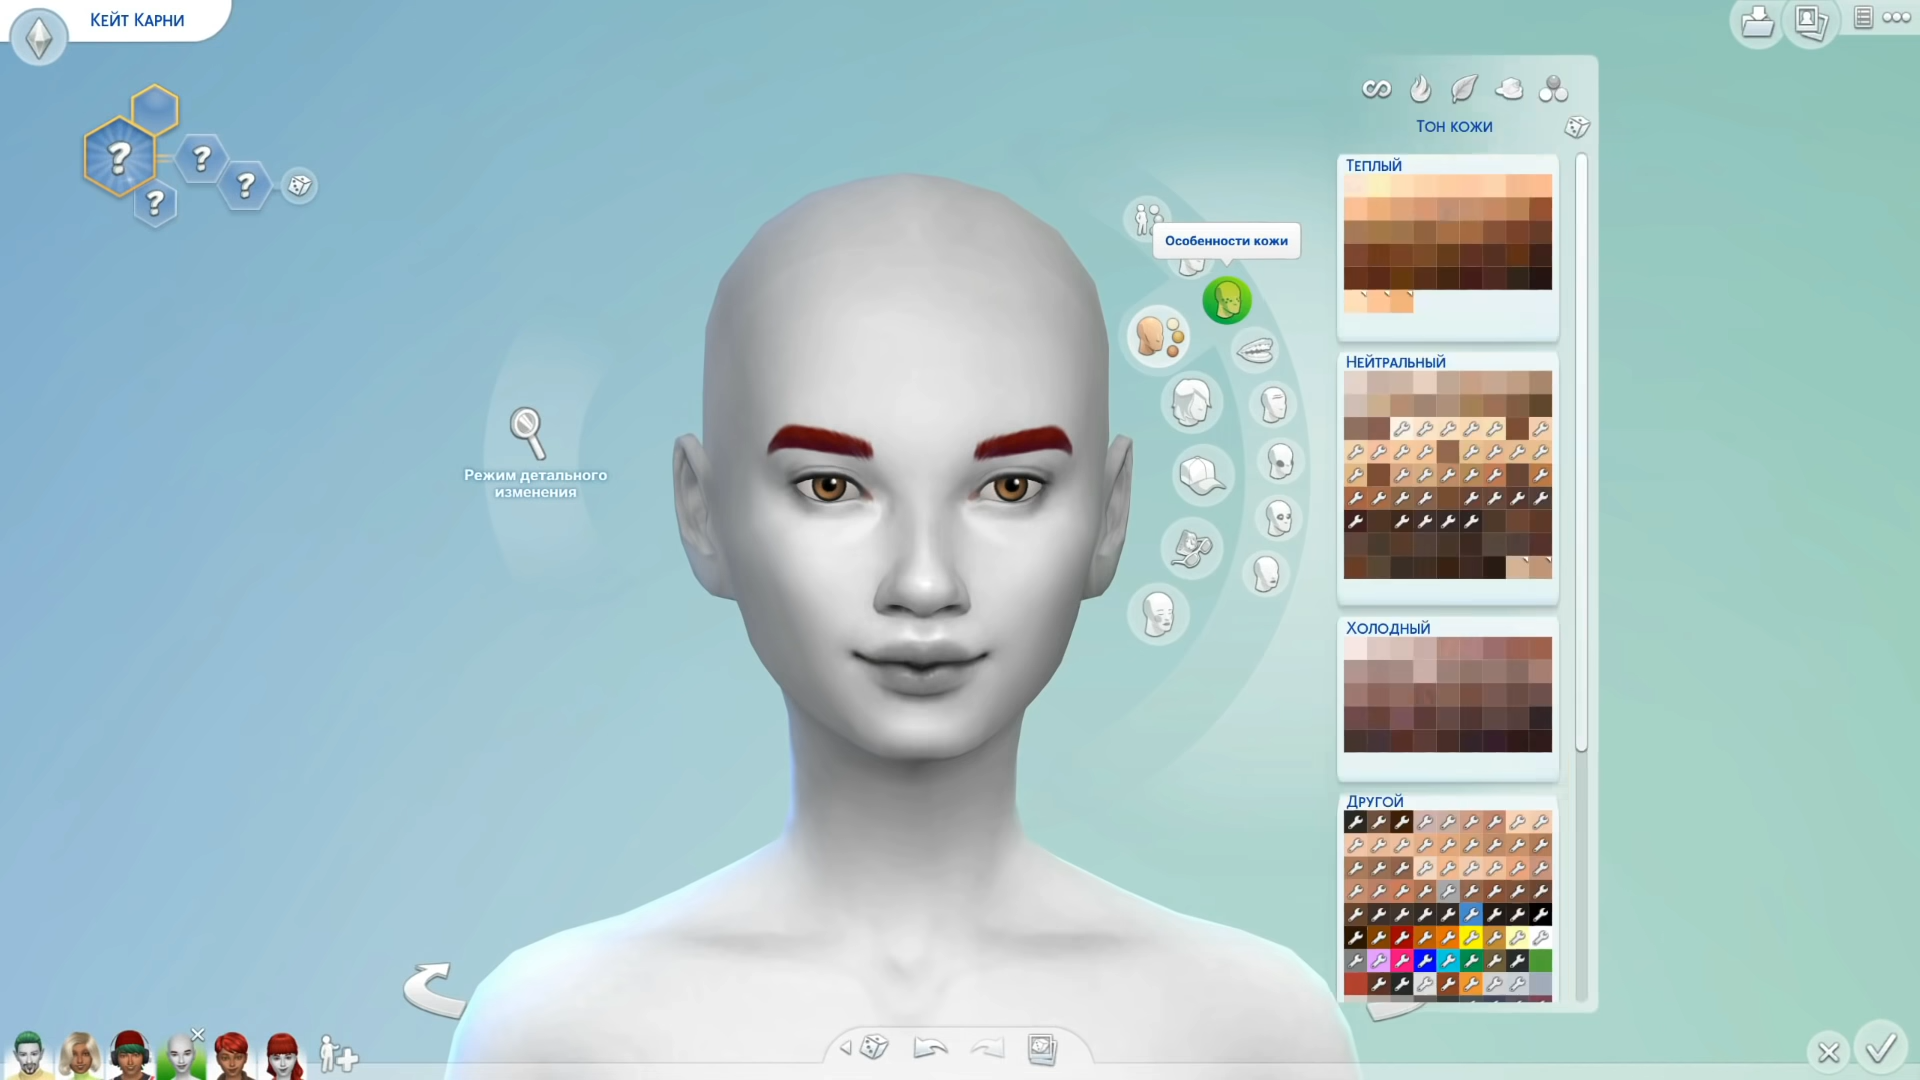 Кейт Карни
Тон кожи
Теплый
Особенности кожи
Нейтральный
Режим детального
изменения
Холодный
Другой